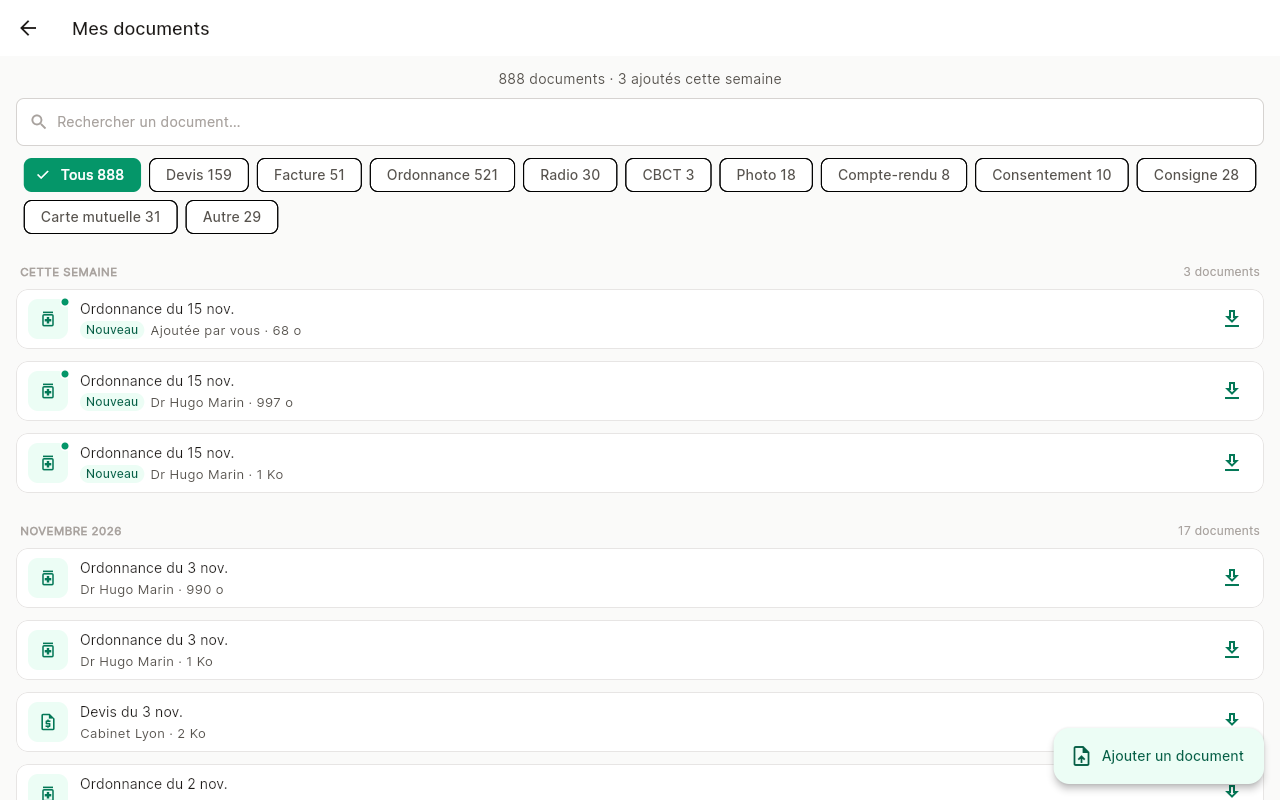 Mes documents
888 documents · 3 ajoutés cette semaine
Rechercher un document...
Tous 888
Devis 159
Facture 51
Ordonnance 521
Radio 30
CBCT 3
Photo 18
Compte-rendu 8
Consentement 10
Consigne 28
Carte mutuelle 31
Autre 29
CETTE SEMAINE
3 documents
Ordonnance du 15 nov.
Nouveau Ajoutée par vous · 68 o
Ordonnance du 15 nov.
Nouveau Dr Hugo Marin · 997 o
Ordonnance du 15 nov.
Nouveau Dr Hugo Marin · 1 Ko
NOVEMBRE 2026
17 documents
Ordonnance du 3 nov.
Dr Hugo Marin · 990 o
Ordonnance du 3 nov.
Dr Hugo Marin · 1 Ko
Devis du 3 nov.
Cabinet Lyon · 2 Ko
Ajouter un document
Ordonnance du 2 nov.